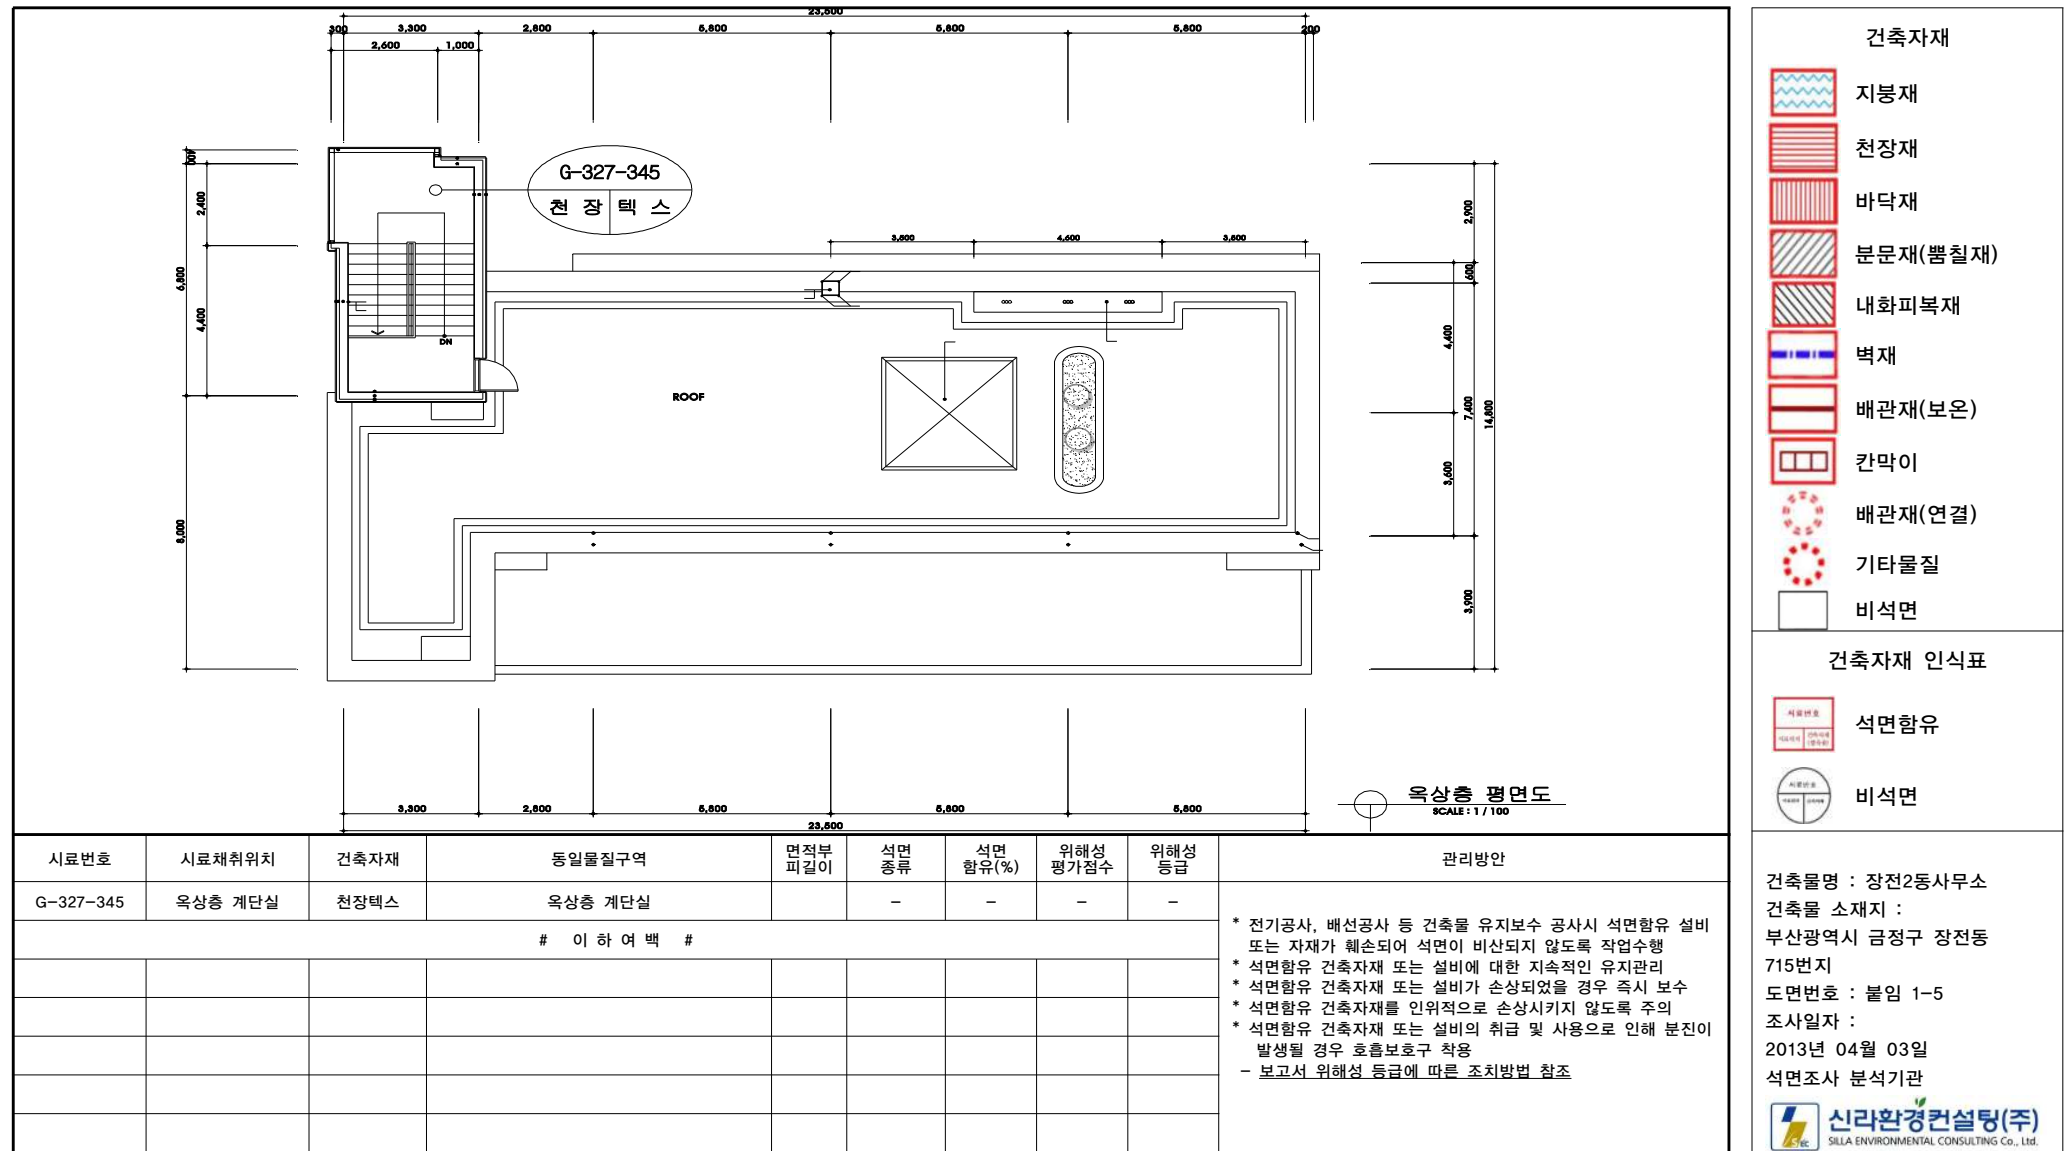 23,500
300
3,300
2,800
5,800
5,800
5,800
200
2,600
1,000
400
2,400
6,800
4,400
8,000
G-327-345
천 장 텍 스
3,500
4,600
3,500
DN
ROOF
2,900
600
4,400
7,400
14,800
3,600
3,900
3,300
2,800
5,800
5,800
5,800
23,500
옥상층 평면도
SCALE : 1 / 100
시료번호 시료채취위치 건축자재 동일물질구역 면적부피길이 석면종류 석면함유(%) 위해성평가점수 위해성등급 관리방안
G-327-345 옥상층 계단실 천장텍스 옥상층 계단실 - - - -
# 이 하 여 백 #
* 전기공사, 배선공사 등 건축물 유지보수 공사시 석면함유 설비
또는 자재가 훼손되어 석면이 비산되지 않도록 작업수행
* 석면함유 건축자재 또는 설비에 대한 지속적인 유지관리
* 석면함유 건축자재 또는 설비가 손상되었을 경우 즉시 보수
* 석면함유 건축자재를 인위적으로 손상시키지 않도록 주의
* 석면함유 건축자재 또는 설비의 취급 및 사용으로 인해 분진이
발생될 경우 호흡보호구 착용
- 보고서 위해성 등급에 따른 조치방법 참조
건축자재
지붕재
천장재
바닥재
분문재(뿜칠재)
내화피복재
벽재
배관재(보온)
칸막이
배관재(연결)
기타물질
비석면
건축자재 인식표
시료번호
석면함유
시료번호
비석면
건축물명 : 장전2동사무소
건축물 소재지 :
부산광역시 금정구 장전동
715번지
도면번호 : 붙임 1-5
조사일자 :
2013년 04월 03일
석면조사 분석기관
신라환경컨설팅(주)
SILLA ENVIRONMENTAL CONSULTING Co., Ltd.